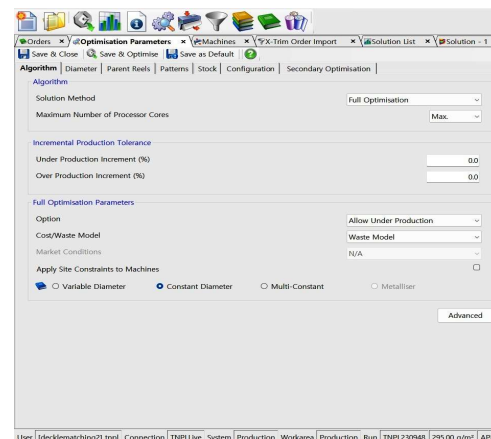 Orders × Optimisation Parameters × Machines × X-Trim Order Import × Solution List × Solution - 1
Save & Close Save & Optimise Save as Default
Algorithm Diameter Parent Reels Patterns Stock Configuration Secondary Optimisation
Algorithm
Solution Method Full Optimisation
Maximum Number of Processor Cores Max.
Incremental Production Tolerance
Under Production Increment (%) 0.0
Over Production Increment (%) 0.0
Full Optimisation Parameters
Option Allow Under Production
Cost/Waste Model Waste Model
Market Conditions N/A
Apply Site Constraints to Machines
Variable Diameter Constant Diameter Multi-Constant Metalliser
Advanced
User [decklematching2].tnpl Connection TNPLLive System Production Workarea Production Run TNPL230948 295.00 g/m² AP